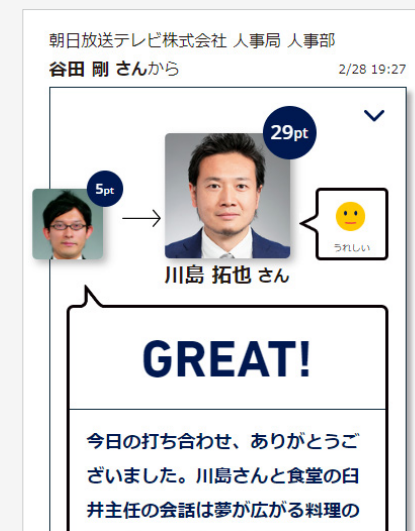 朝日放送テレビ株式会社 人事局 人事部
谷田 剛 さんから 2/28 19:27
29pt
5pt
うれしい
川島 拓也 さん
GREAT!
今日の打ち合わせ、ありがとうご
ざいました。川島さんと食堂の臼
井主任の会話は夢が広がる料理の